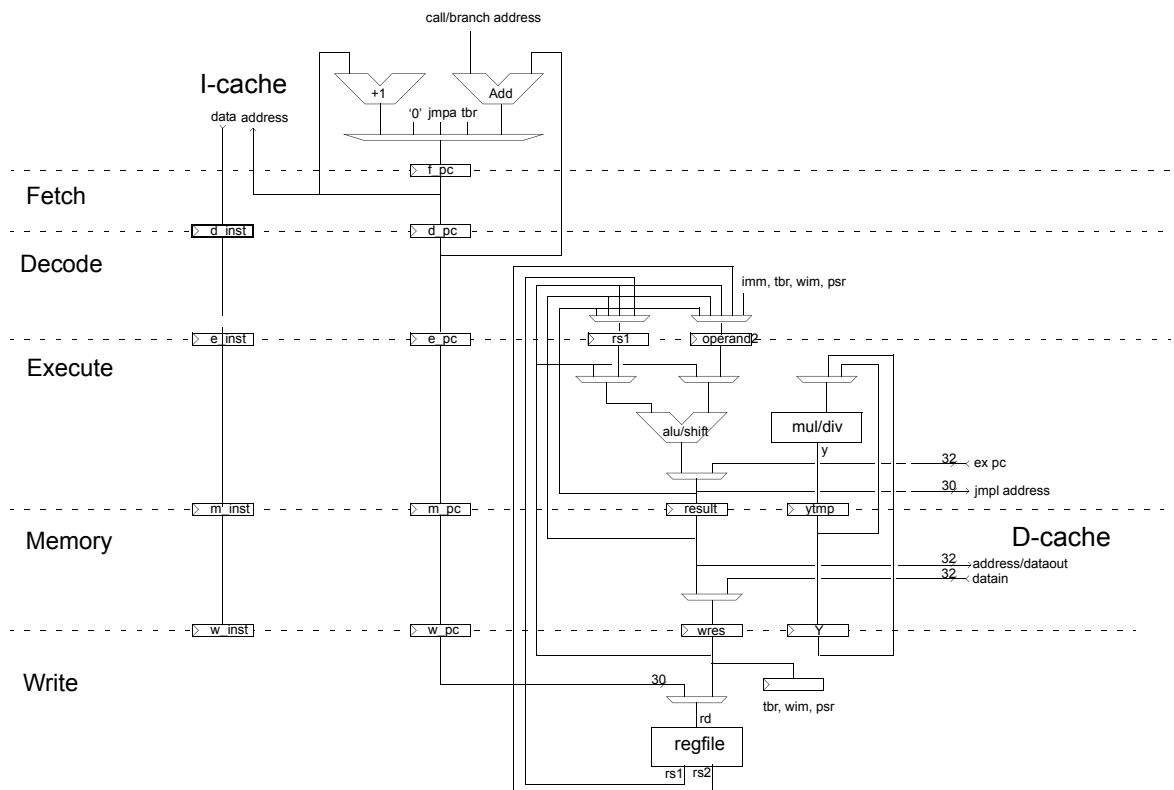 call/branch address
I-cache
+1
Add
data address
'0' jmpa tbr
f_pc
Fetch
d_inst
d_pc
Decode
imm, tbr, wim, psr
e_inst
e_pc
rs1
operand2
Execute
alu/shift
mul/div
y
32
ex pc
30
jmpl address
m_inst
m_pc
result
ytmp
Memory
D-cache
32
address/dataout
32
datain
w_inst
w_pc
wres
Y
Write
30
tbr, wim, psr
rd
regfile
rs1
rs2